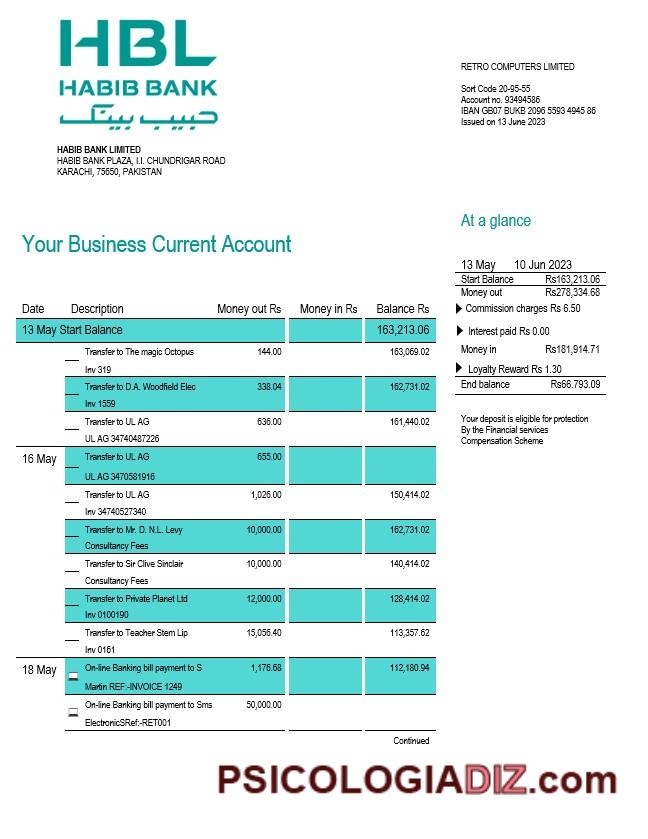 HBL
HABIB BANK
حبيب بينک
HABIB BANK LIMITED
HABIB BANK PLAZA, I.I. CHUNDRIGAR ROAD
KARACHI, 75650, PAKISTAN
RETRO COMPUTERS LIMITED
Sort Code 20-95-55
Account no. 93494586
IBAN GB07 BUKB 2096 5593 4945 86
Issued on 13 June 2023
Your Business Current Account
At a glance
13 May 10 Jun 2023
Start Balance Rs163,213.06
Money out Rs278,334.68
Commission charges Rs 6.50
Interest paid Rs 0.00
Money in Rs181,914.71
Loyalty Reward Rs 1.30
End balance Rs66.793.09
Your deposit is eligible for protection
By the Financial services
Compensation Scheme
Date Description Money out Rs Money in Rs Balance Rs
13 May Start Balance 163,213.06
Transfer to The magic Octopus 144.00 163,069.02
Inv 319
Transfer to D.A. Woodfield Elec 338.04 162,731.02
Inv 1559
Transfer to UL AG 636.00 161,440.02
UL AG 34740487226
16 May Transfer to UL AG 655.00
UL AG 3470581916
Transfer to UL AG 1,026.00 150,414.02
Inv 34740527340
Transfer to Mr. D. N.L. Levy 10,000.00 162,731.02
Consultancy Fees
Transfer to Sir Clive Sinclair 10,000.00 140,414.02
Consultancy Fees
Transfer to Private Planet Ltd 12,000.00 128,414.02
Inv 0100190
Transfer to Teacher Stem Lip 15,056.40 113,357.62
Inv 0161
18 May On-line Banking bill payment to S 1,176.68 112,180.94
Martin REF:-INVOICE 1249
On-line Banking bill payment to Sms 50,000.00
ElectronicSRef:-RET001
Continued
PSICOLOGIADIZ.com